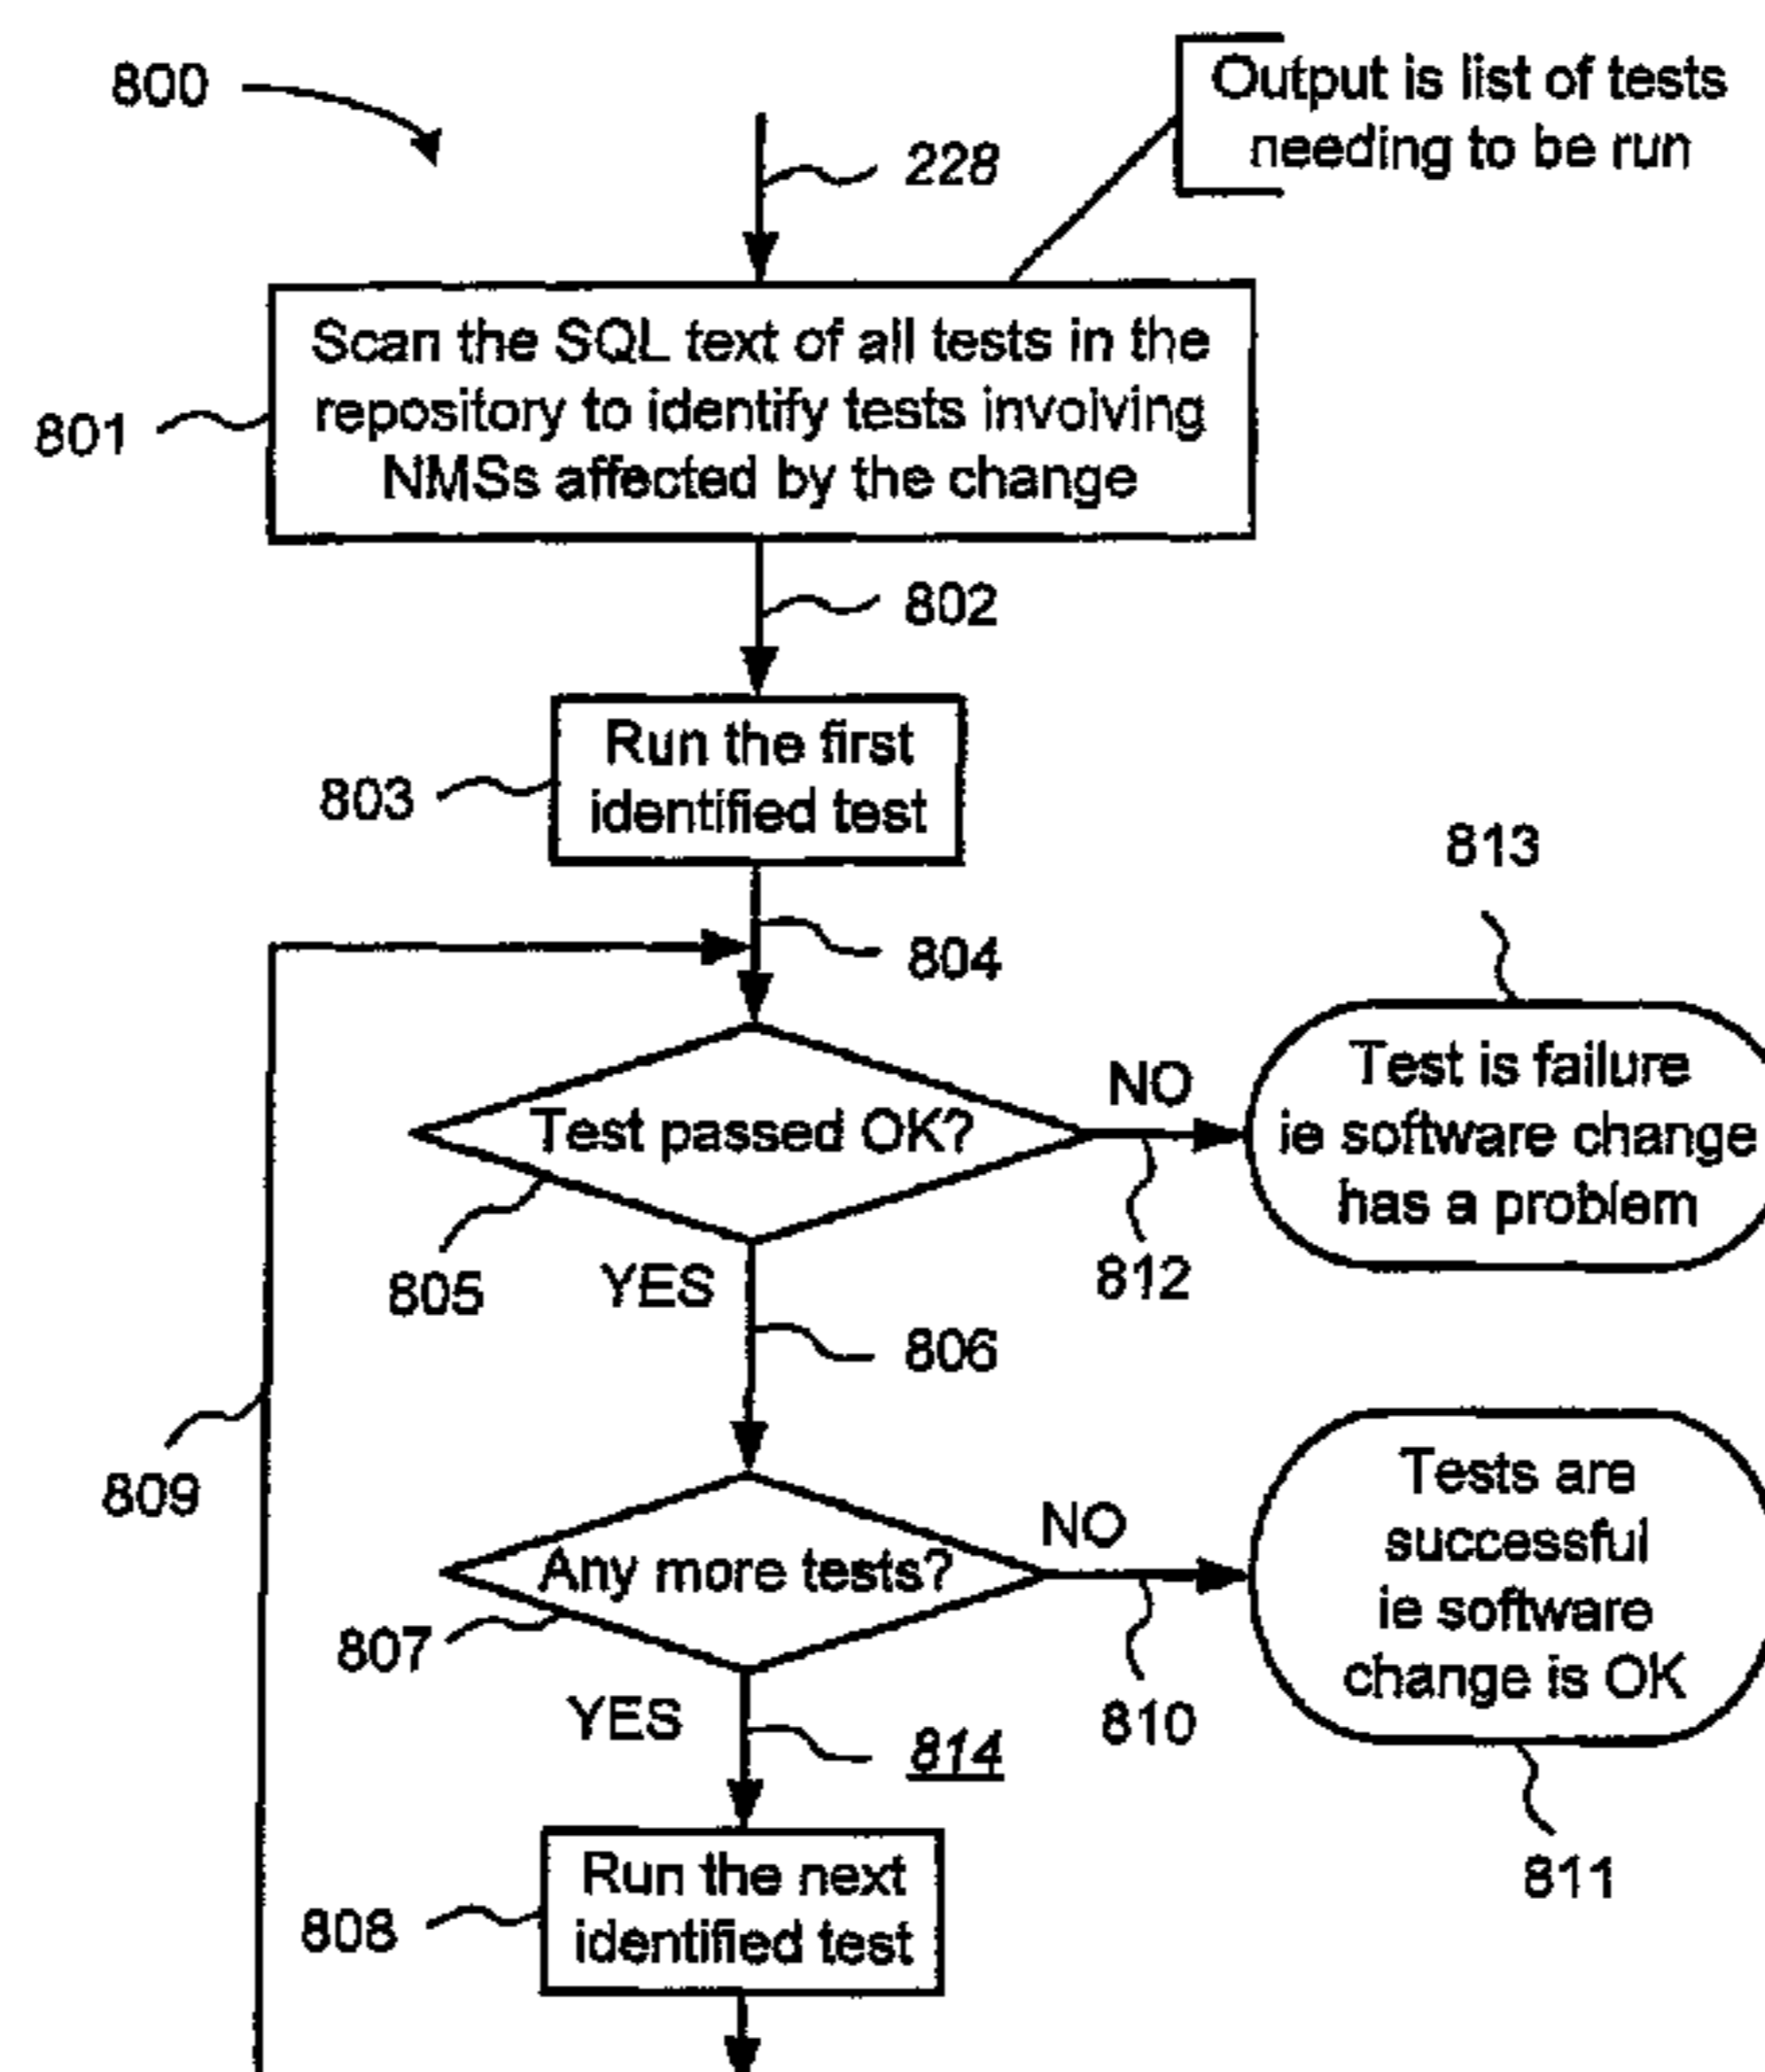 800
228
Output is list of tests
needing to be run
Scan the SQL text of all tests in the
repository to identify tests involving
NMSs affected by the change
801
802
Run the first
identified test
803
804
813
Test passed OK?
NO
Test is failure
ie software change
has a problem
805
YES
812
806
809
Any more tests?
NO
Tests are
successful
ie software
change is OK
807
YES
810
814
811
Run the next
identified test
808